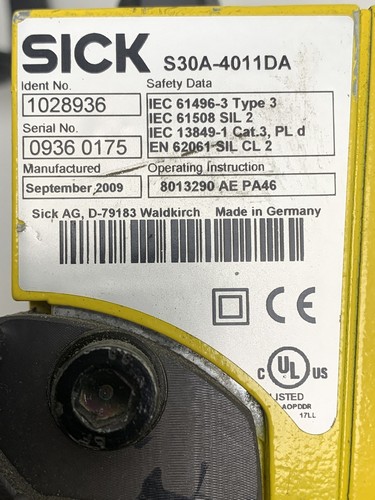 SICK S30A-4011DA
Ident No. Safety Data
1028936 IEC 61496-3 Type 3
IEC 61508 SIL 2
Serial No. IEC 13849-1 Cat.3, PL d
0936 0175 EN 62061 SIL CL 2
Manufactured Operating Instruction
September,2009 8013290 AE PA46
Sick AG, D-79183 Waldkirch Made in Germany
CE
C UL US
LISTED
AOPDDR
17LL